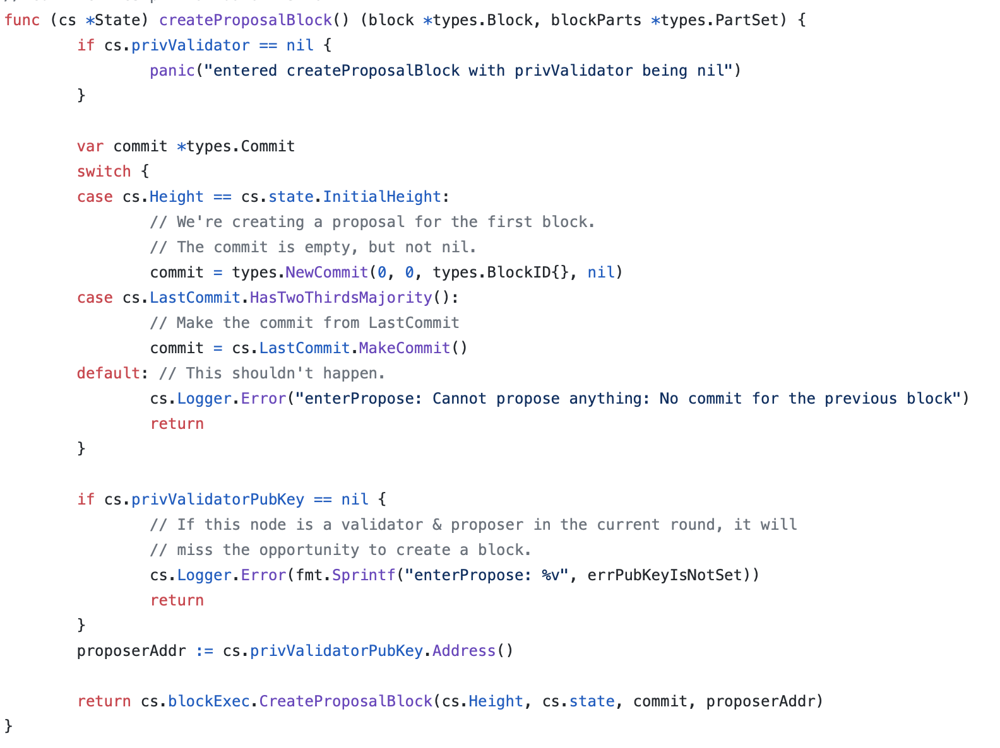 func (cs *State) createProposalBlock() (block *types.Block, blockParts *types.PartSet) {
if cs.privValidator == nil {
panic("entered createProposalBlock with privValidator being nil")
}
var commit *types.Commit
switch {
case cs.Height == cs.state.InitialHeight:
// We're creating a proposal for the first block.
// The commit is empty, but not nil.
commit = types.NewCommit(0, 0, types.BlockID{}, nil)
case cs.LastCommit.HasTwoThirdsMajority():
// Make the commit from LastCommit
commit = cs.LastCommit.MakeCommit()
default: // This shouldn't happen.
cs.Logger.Error("enterPropose: Cannot propose anything: No commit for the previous block")
return
}
if cs.privValidatorPubKey == nil {
// If this node is a validator & proposer in the current round, it will
// miss the opportunity to create a block.
cs.Logger.Error(fmt.Sprintf("enterPropose: %v", errPubKeyIsNotSet))
return
}
proposerAddr := cs.privValidatorPubKey.Address()
return cs.blockExec.CreateProposalBlock(cs.Height, cs.state, commit, proposerAddr)
}